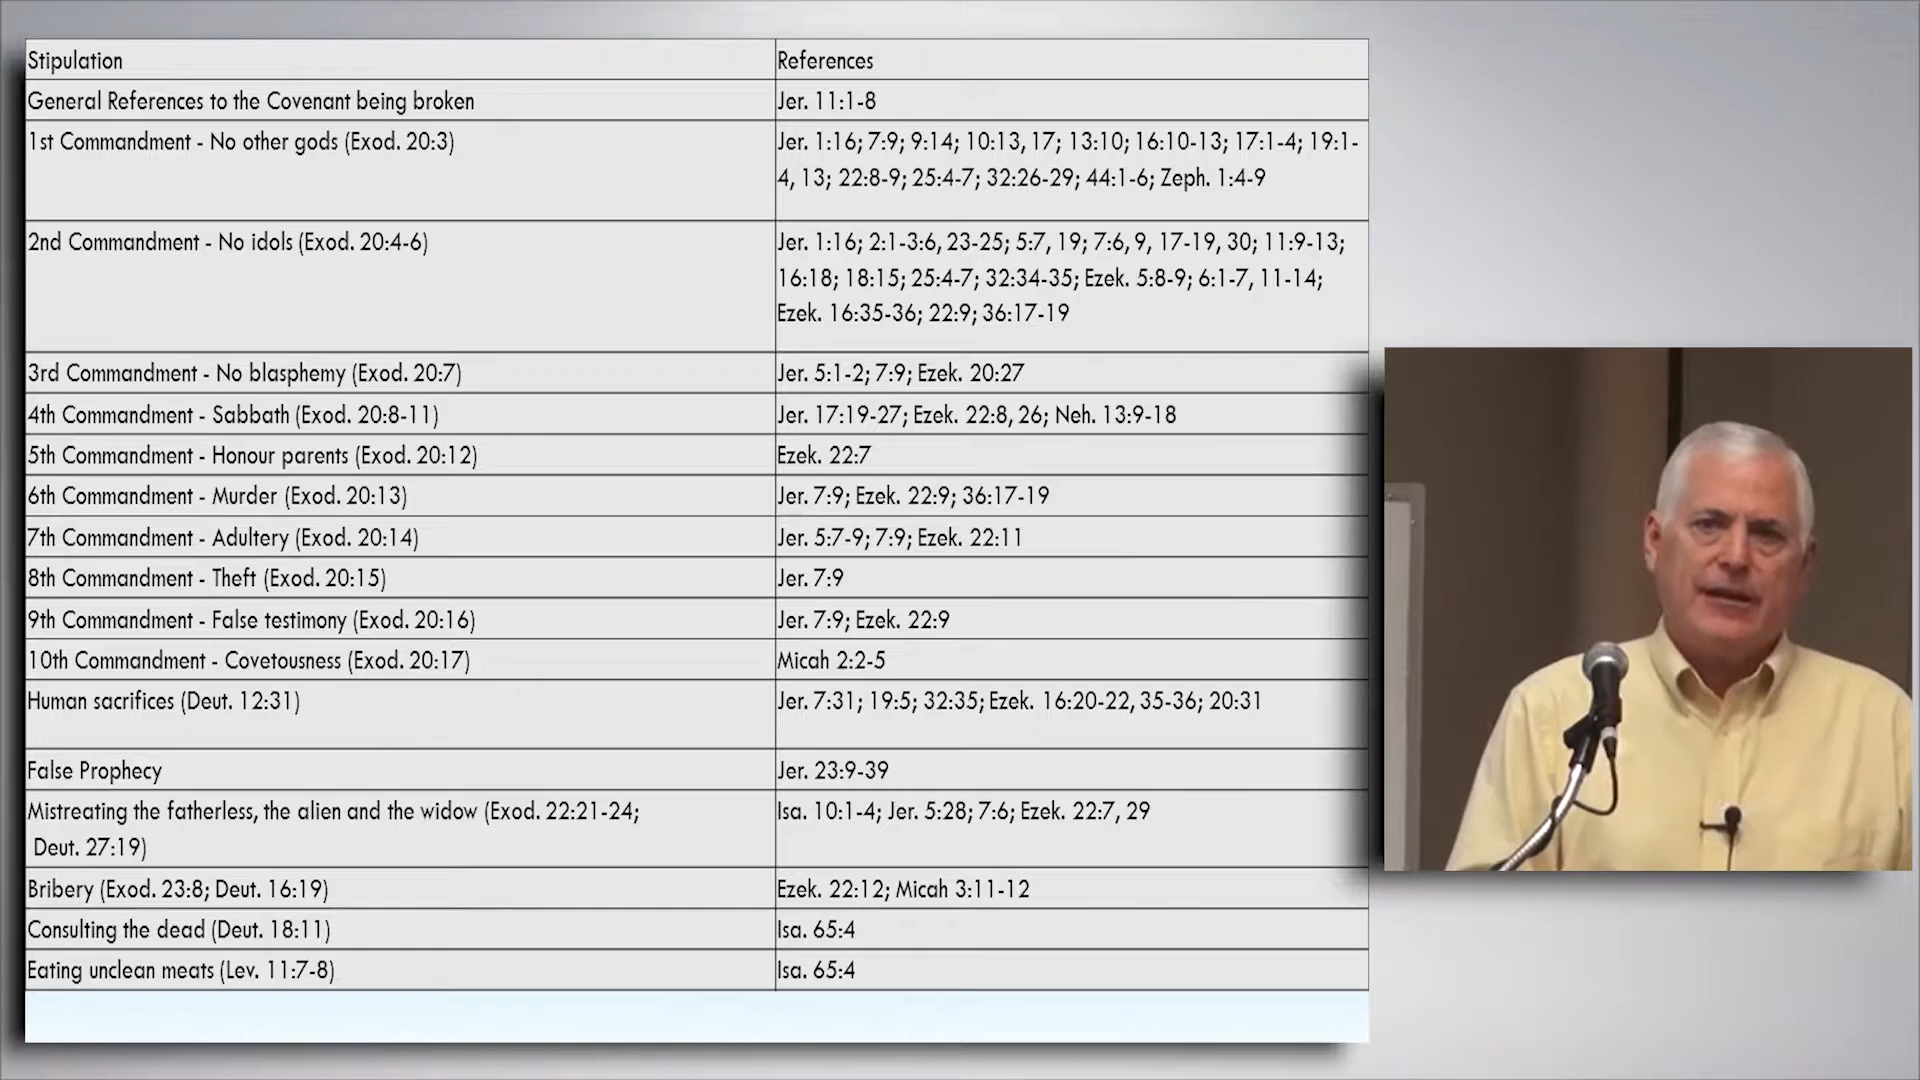 Stipulation
References
General References to the Covenant being broken
Jer. 11:1-8
1st Commandment - No other gods (Exod. 20:3)
Jer. 1:16; 7:9; 9:14; 10:13, 17; 13:10; 16:10-13; 17:1-4; 19:1-
4, 13; 22:8-9; 25:4-7; 32:26-29; 44:1-6; Zeph. 1:4-9
2nd Commandment - No idols (Exod. 20:4-6)
Jer. 1:16; 2:1-3:6, 23-25; 5:7, 19; 7:6, 9, 17-19, 30; 11:9-13;
16:18; 18:15; 25:4-7; 32:34-35; Ezek. 5:8-9; 6:1-7, 11-14;
Ezek. 16:35-36; 22:9; 36:17-19
3rd Commandment - No blasphemy (Exod. 20:7)
Jer. 5:1-2; 7:9; Ezek. 20:27
4th Commandment - Sabbath (Exod. 20:8-11)
Jer. 17:19-27; Ezek. 22:8, 26; Neh. 13:9-18
5th Commandment - Honour parents (Exod. 20:12)
Ezek. 22:7
6th Commandment - Murder (Exod. 20:13)
Jer. 7:9; Ezek. 22:9; 36:17-19
7th Commandment - Adultery (Exod. 20:14)
Jer. 5:7-9; 7:9; Ezek. 22:11
8th Commandment - Theft (Exod. 20:15)
Jer. 7:9
9th Commandment - False testimony (Exod. 20:16)
Jer. 7:9; Ezek. 22:9
10th Commandment - Covetousness (Exod. 20:17)
Micah 2:2-5
Human sacrifices (Deut. 12:31)
Jer. 7:31; 19:5; 32:35; Ezek. 16:20-22, 35-36; 20:31
False Prophecy
Jer. 23:9-39
Mistreating the fatherless, the alien and the widow (Exod. 22:21-24;
Deut. 27:19)
Isa. 10:1-4; Jer. 5:28; 7:6; Ezek. 22:7, 29
Bribery (Exod. 23:8; Deut. 16:19)
Ezek. 22:12; Micah 3:11-12
Consulting the dead (Deut. 18:11)
Isa. 65:4
Eating unclean meats (Lev. 11:7-8)
Isa. 65:4